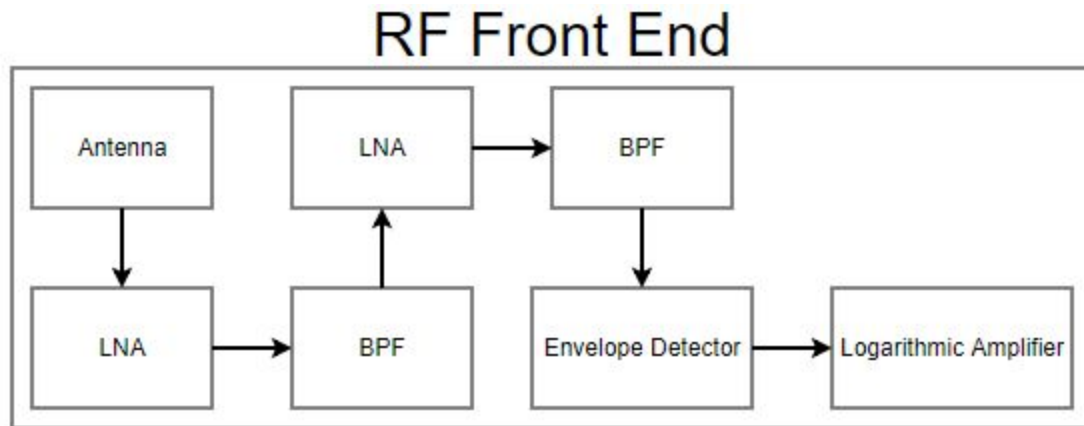 RF Front End
Antenna
LNA
BPF
LNA
BPF
Envelope Detector
Logarithmic Amplifier